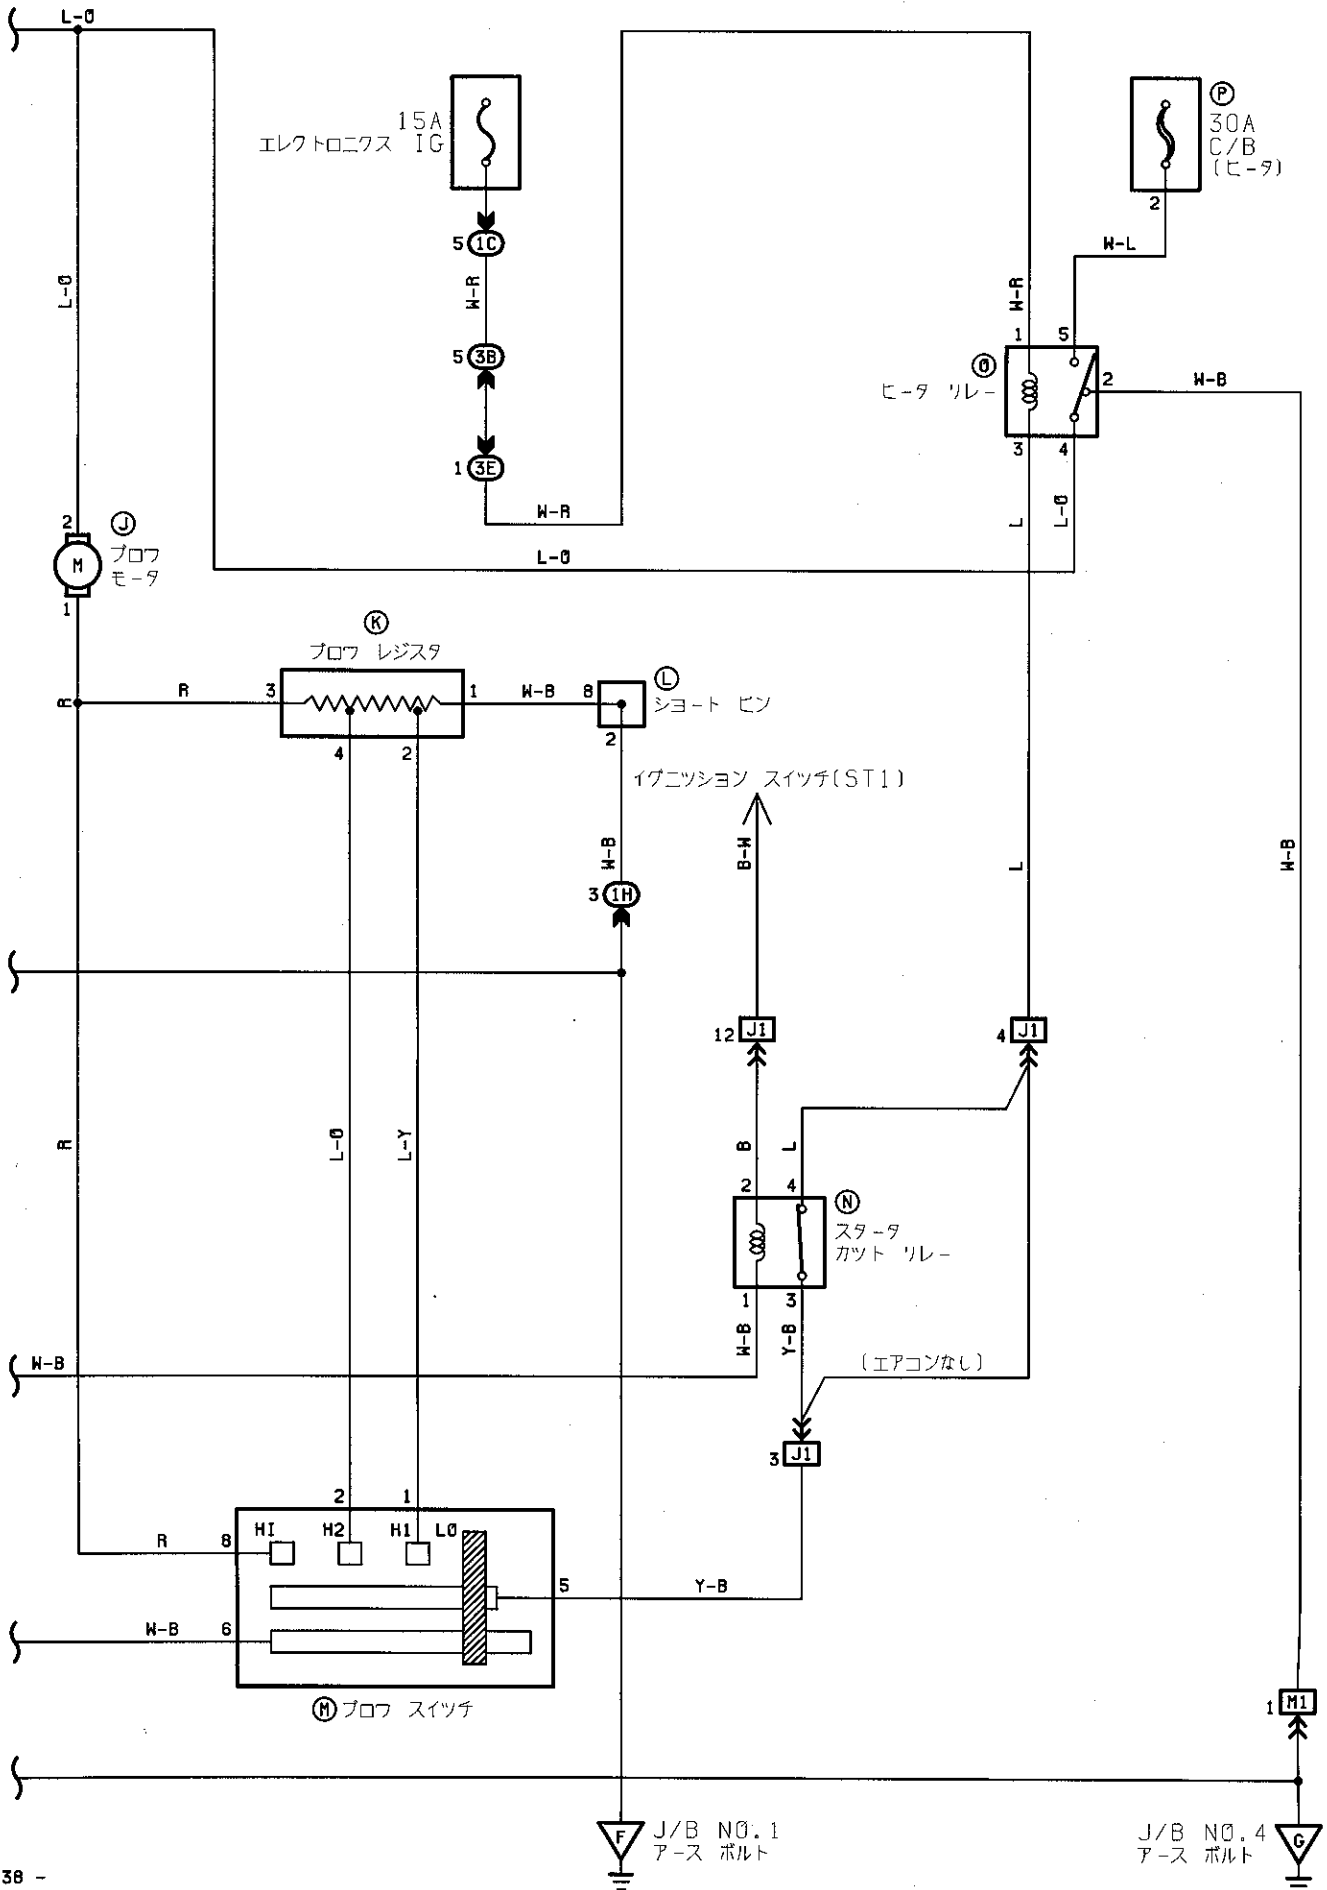 L-O
15A
エレクトロニクス IG
P
30A
C/B
(ヒータ)
2
W-L
5 1C
W-R
L-O
W-R
5 3B
1 5
O
ヒータ リレー
2
W-B
3 4
1 3E
W-R
L
L-O
L-O
2
J
ブロワ
モータ
M
1
K
ブロワ レジスタ
R
R
3
1
W-B
8
L
ショート ピン
4
2
2
イグニッション スイッチ(ST1)
W-B
B-W
L
W-B
3 1H
12 J1
4 J1
R
L-O
L-Y
B
L
2 4
N
スタータ
カット リレー
1 3
W-B
Y-B
W-B
(エアコンなし)
3 J1
2 1
HI H2 H1 LO
R
8
5
Y-B
W-B
6
M ブロワ スイッチ
1 M1
F
J/B NO.1
アース ボルト
J/B NO.4
アース ボルト
G
38 -